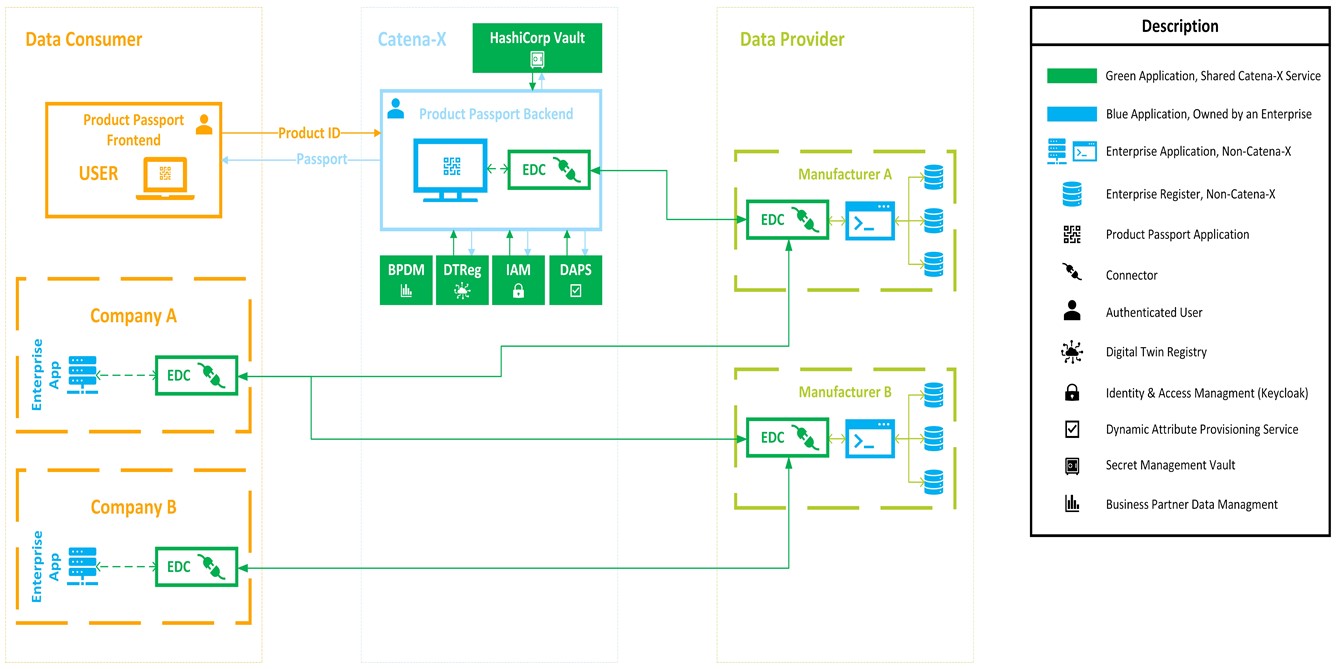 Data Consumer
Product Passport
Frontend
USER
Product ID
Passport
Company A
Enterprise
App
EDC
Company B
Enterprise
App
EDC
Catena-X
HashiCorp Vault
Product Passport Backend
EDC
BPDM
DTReg
IAM
DAPS
Data Provider
Manufacturer A
EDC
Manufacturer B
EDC
Description
Green Application, Shared Catena-X Service
Blue Application, Owned by an Enterprise
Enterprise Application, Non-Catena-X
Enterprise Register, Non-Catena-X
Product Passport Application
Connector
Authenticated User
Digital Twin Registry
Identity & Access Managment (Keycloak)
Dynamic Attribute Provisioning Service
Secret Management Vault
Business Partner Data Managment